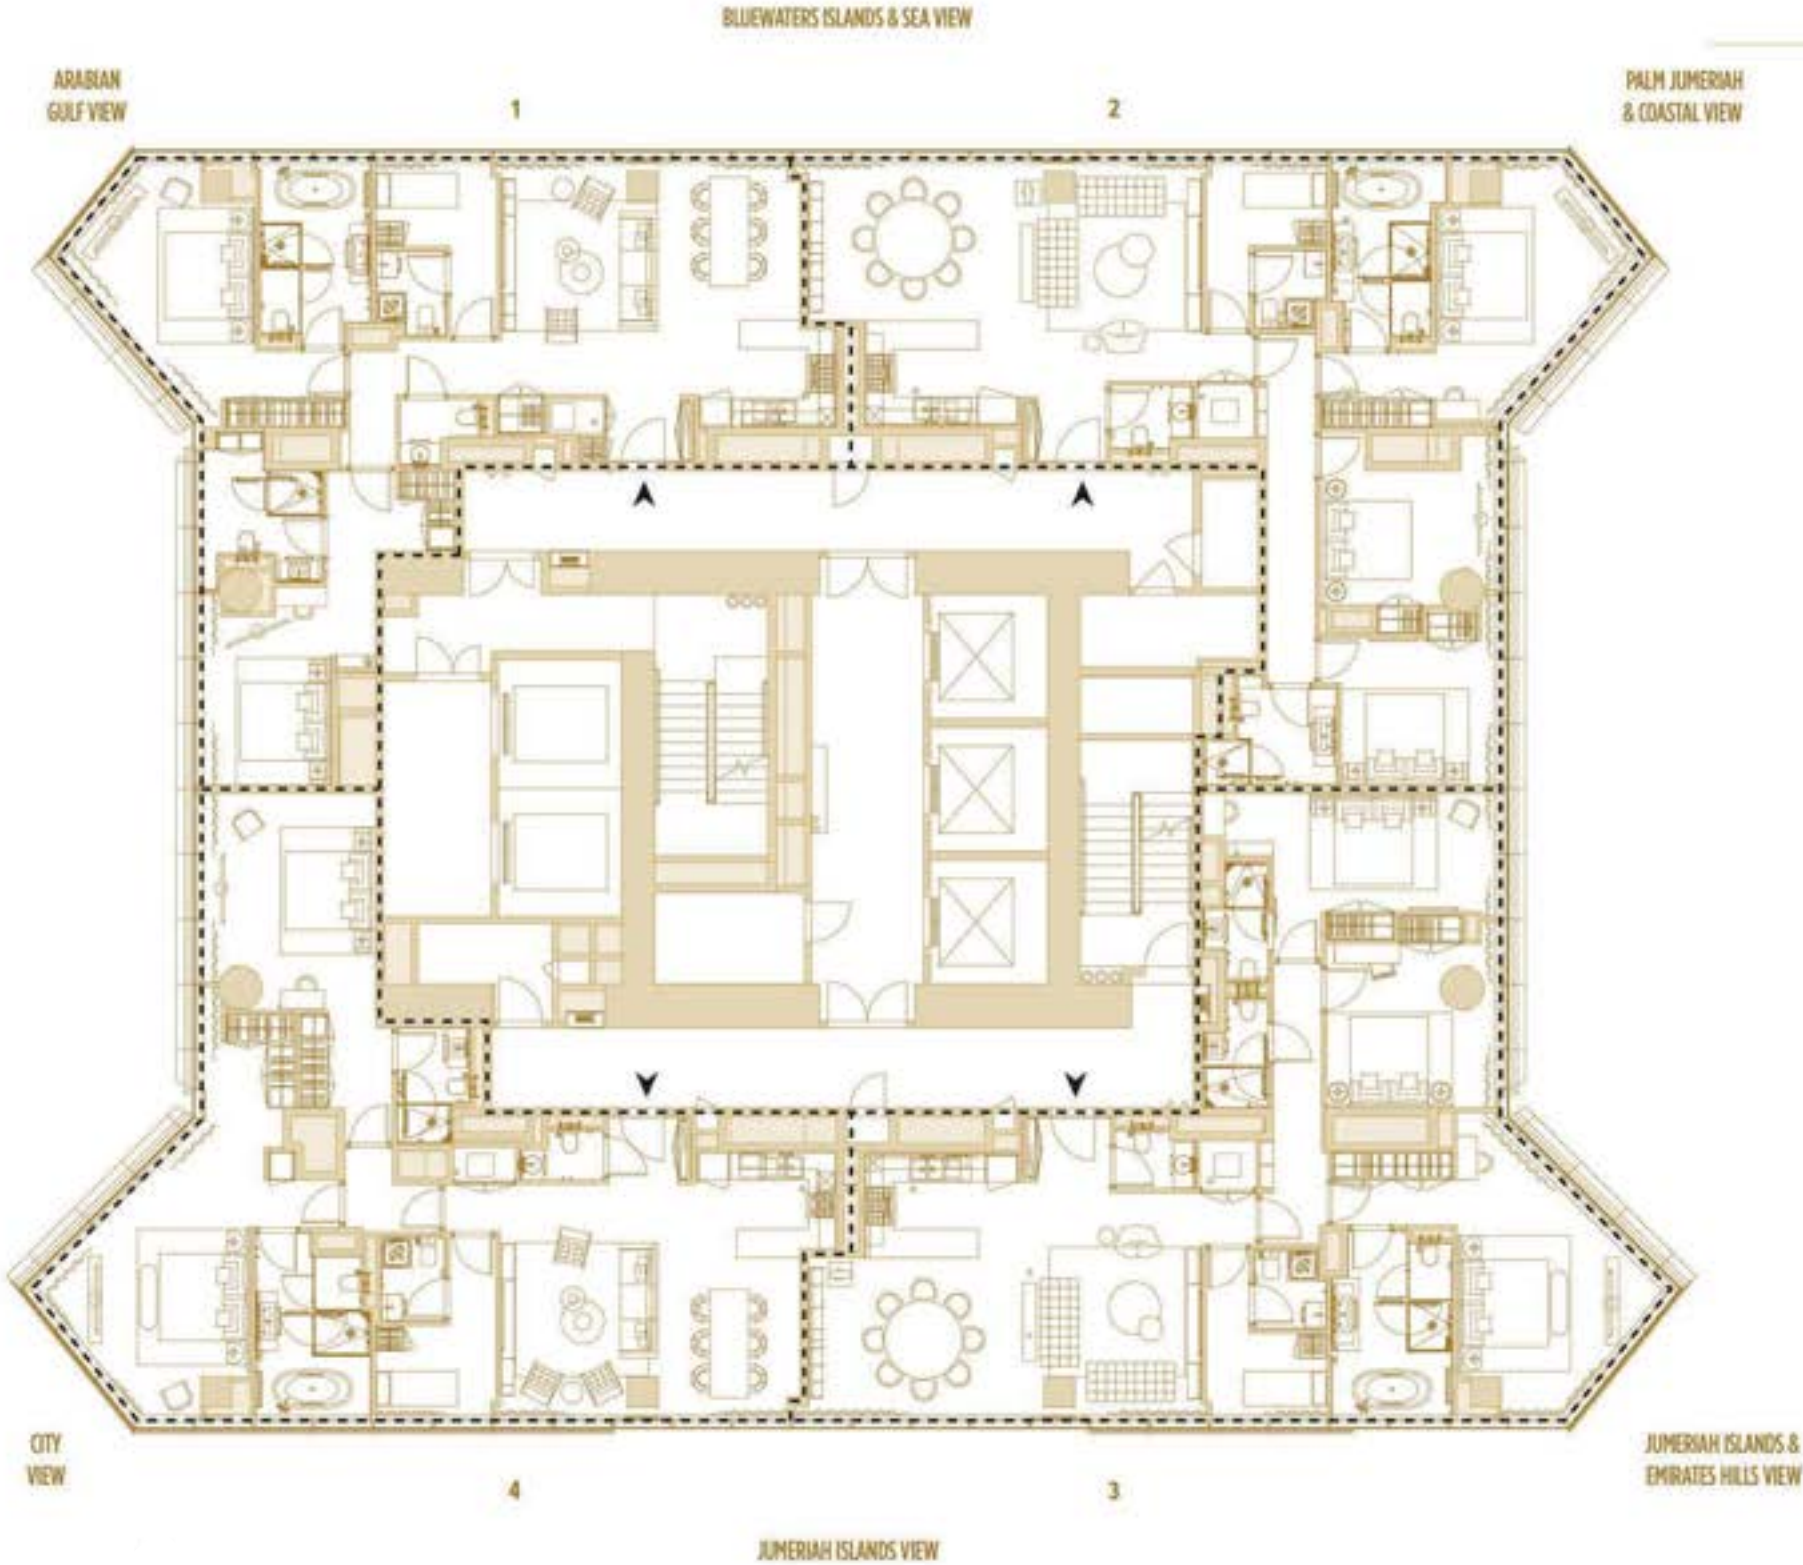 BLUEWATERS ISLANDS & SEA VIEW
ARABIAN
GULF VIEW
1
2
PALM JUMERIAH
& COASTAL VIEW
CITY
VIEW
4
3
JUMERIAH ISLANDS &
EMIRATES HILLS VIEW
JUMERIAH ISLANDS VIEW